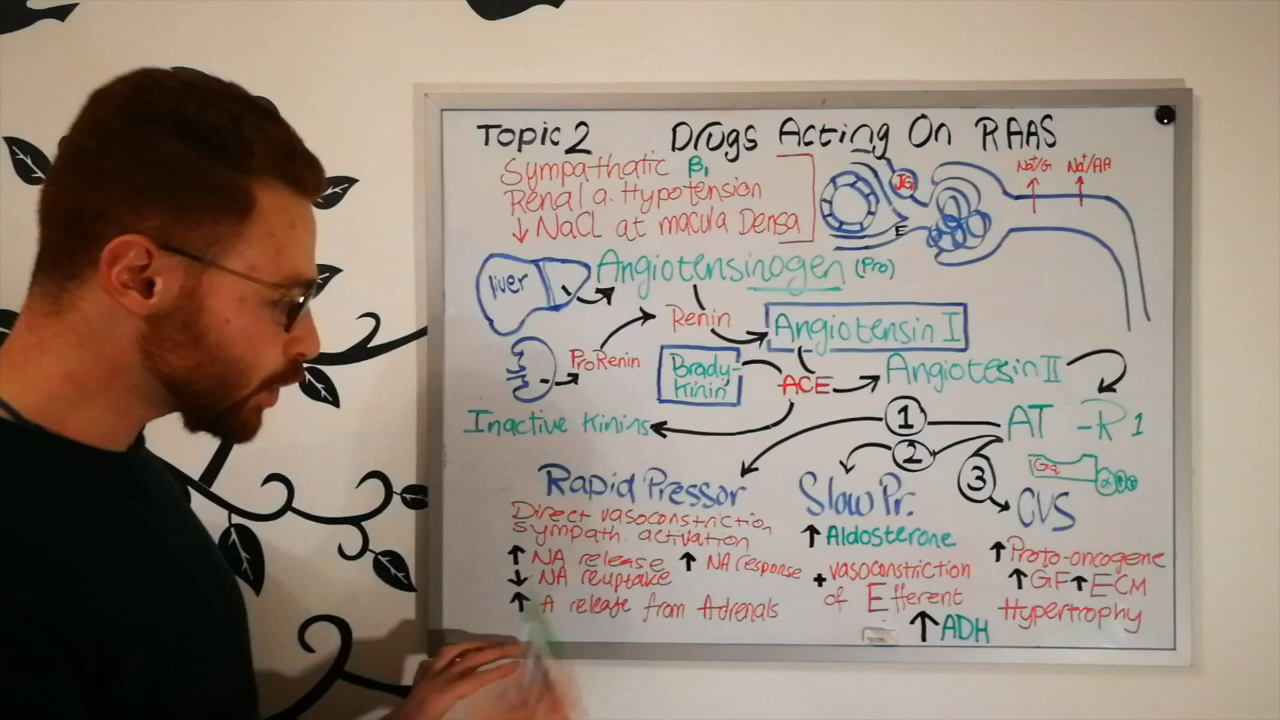 Topic 2 Drugs Acting On RAAS
Sympathatic β1
Renal a. Hypotension
↓ NaCL at macula Densa
JG
E
Na+/G Na+/AA
liver
Angiotensinogen (Pro)
Renin
Angiotensin I
ProRenin
Brady-
Kinin
ACE
Angiotesin II
Inactive Kinins
1
AT-R1
2
3
Gq
α β γ
Rapid Pressor
Direct vasoconstriction
Sympath. activation
↑ NA release ↑ NA response
↓ NA reuptake
↑ A release from Adrenals
Slow Pr.
↑ Aldosterone
+ vasoconstriction
of Efferent
↑ ADH
CVS
↑ Proto-oncogene
↑ GF ↑ ECM
Hypertrophy